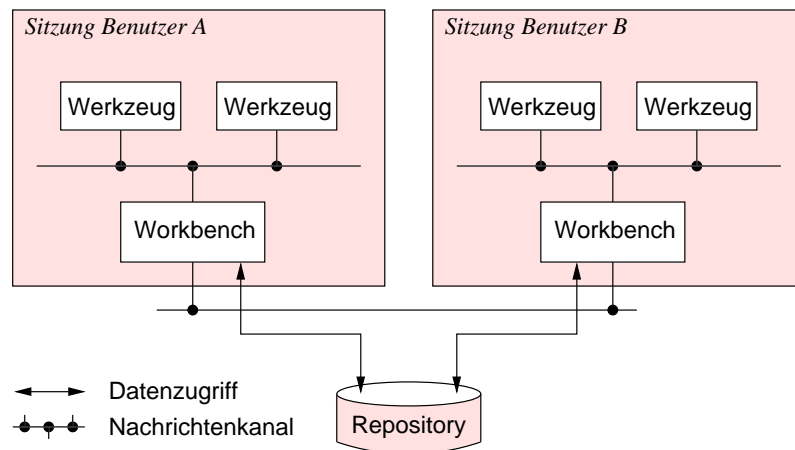 Sitzung Benutzer A
Sitzung Benutzer B
Werkzeug
Werkzeug
Werkzeug
Werkzeug
Workbench
Workbench
Datenzugriff
Nachrichtenkanal
Repository